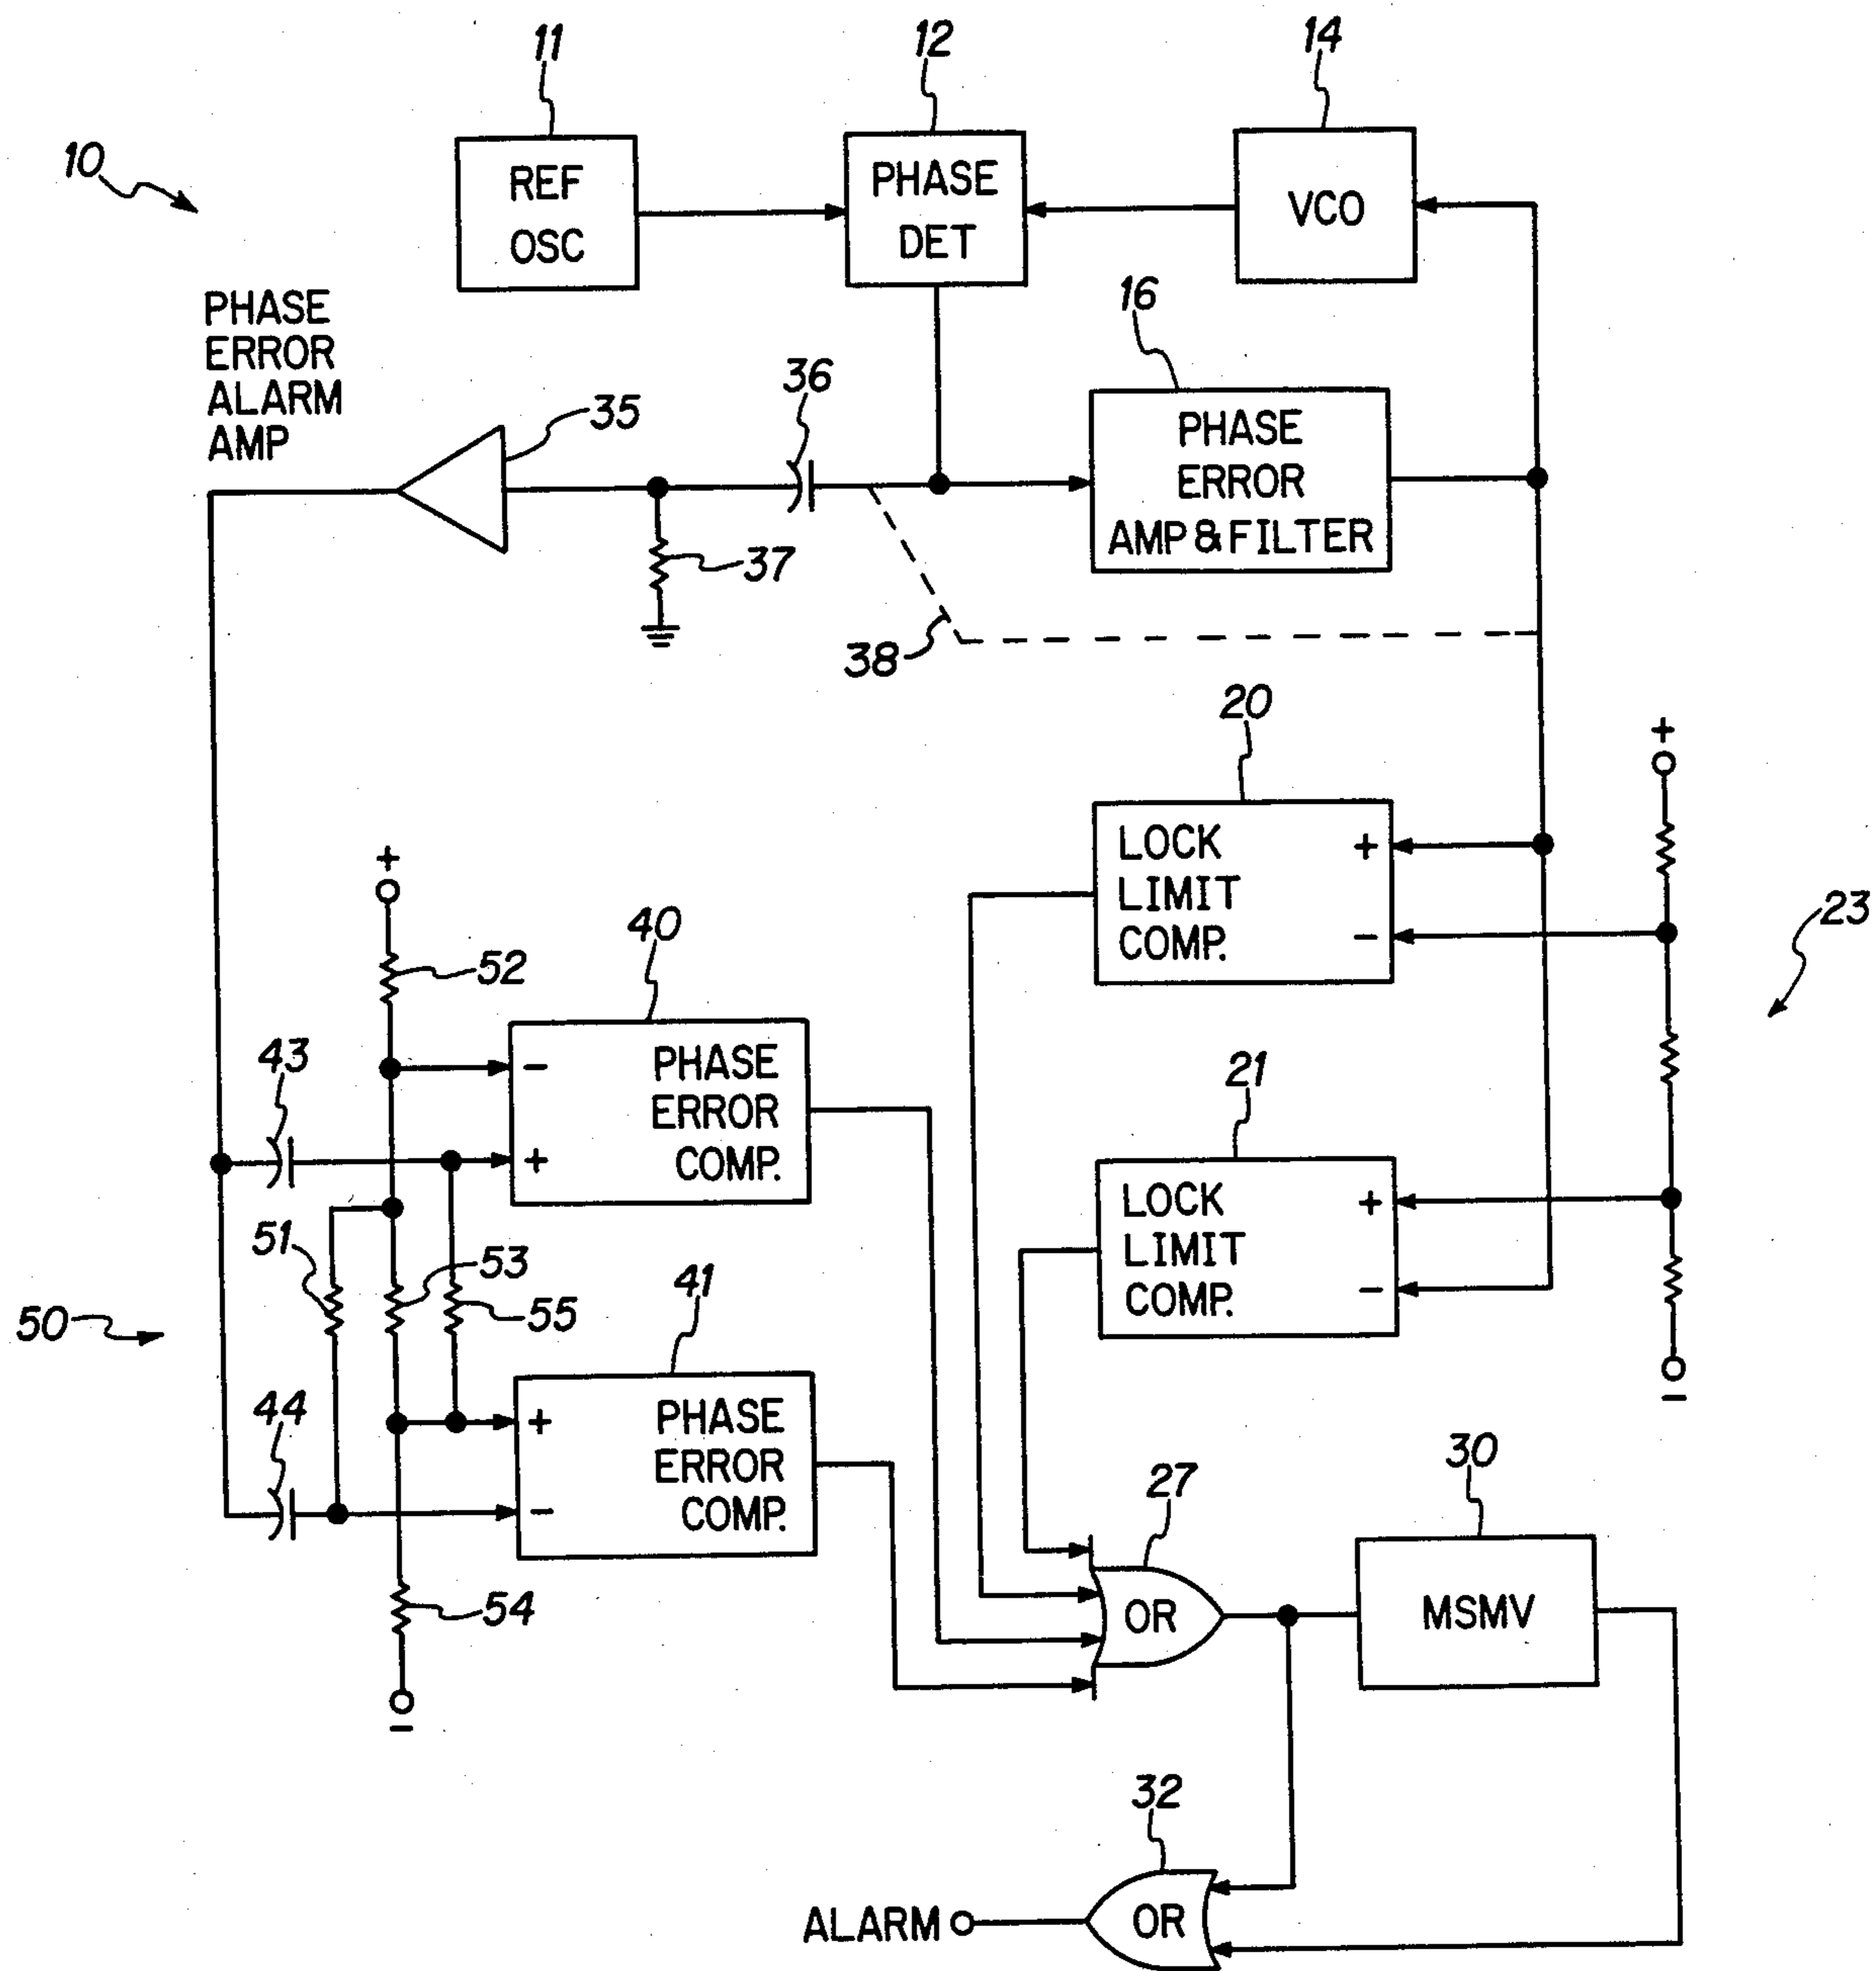 11
12
14
10
REF
OSC
PHASE
DET
VCO
16
PHASE
ERROR
ALARM
AMP
35
36
PHASE
ERROR
AMP & FILTER
37
38
20
+
LOCK
LIMIT
COMP.
+
-
23
+
52
40
43
-
PHASE
ERROR
COMP.
+
21
LOCK
LIMIT
COMP.
+
-
51
53
55
50
41
44
+
PHASE
ERROR
COMP.
-
-
27
30
54
OR
MSMV
-
32
ALARM
OR